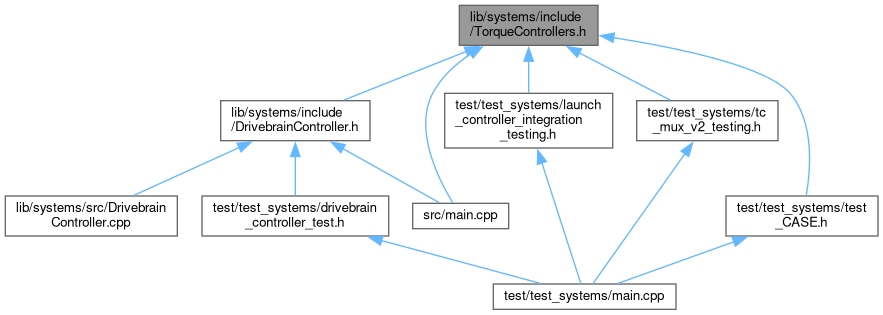 lib/systems/include
/TorqueControllers.h
lib/systems/include
/DrivebrainController.h
test/test_systems/launch
_controller_integration
_testing.h
test/test_systems/tc
_mux_v2_testing.h
lib/systems/src/Drivebrain
Controller.cpp
test/test_systems/drivebrain
_controller_test.h
src/main.cpp
test/test_systems/test
_CASE.h
test/test_systems/main.cpp